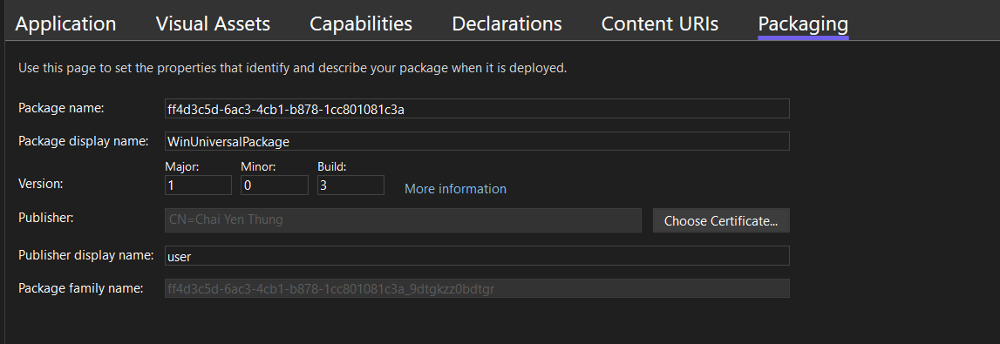 Application Visual Assets Capabilities Declarations Content URIs Packaging
Use this page to set the properties that identify and describe your package when it is deployed.
Package name: ff4d3c5d-6ac3-4cb1-b878-1cc801081c3a
Package display name: WinUniversalPackage
Major: Minor: Build:
Version: 1 0 3 More information
Publisher: CN=Chai Yen Thung Choose Certificate...
Publisher display name: user
Package family name: ff4d3c5d-6ac3-4cb1-b878-1cc801081c3a_9dtgkzz0bdtgr